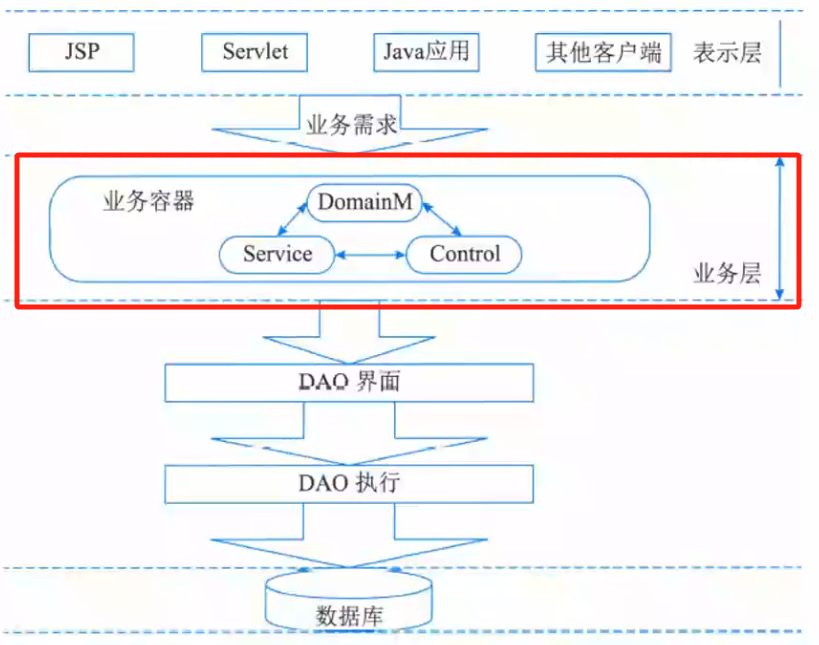 JSP
Servlet
Java应用
其他客户端
表示层
业务需求
业务容器
DomainM
Service
Control
业务层
DAO 界面
DAO 执行
数据库